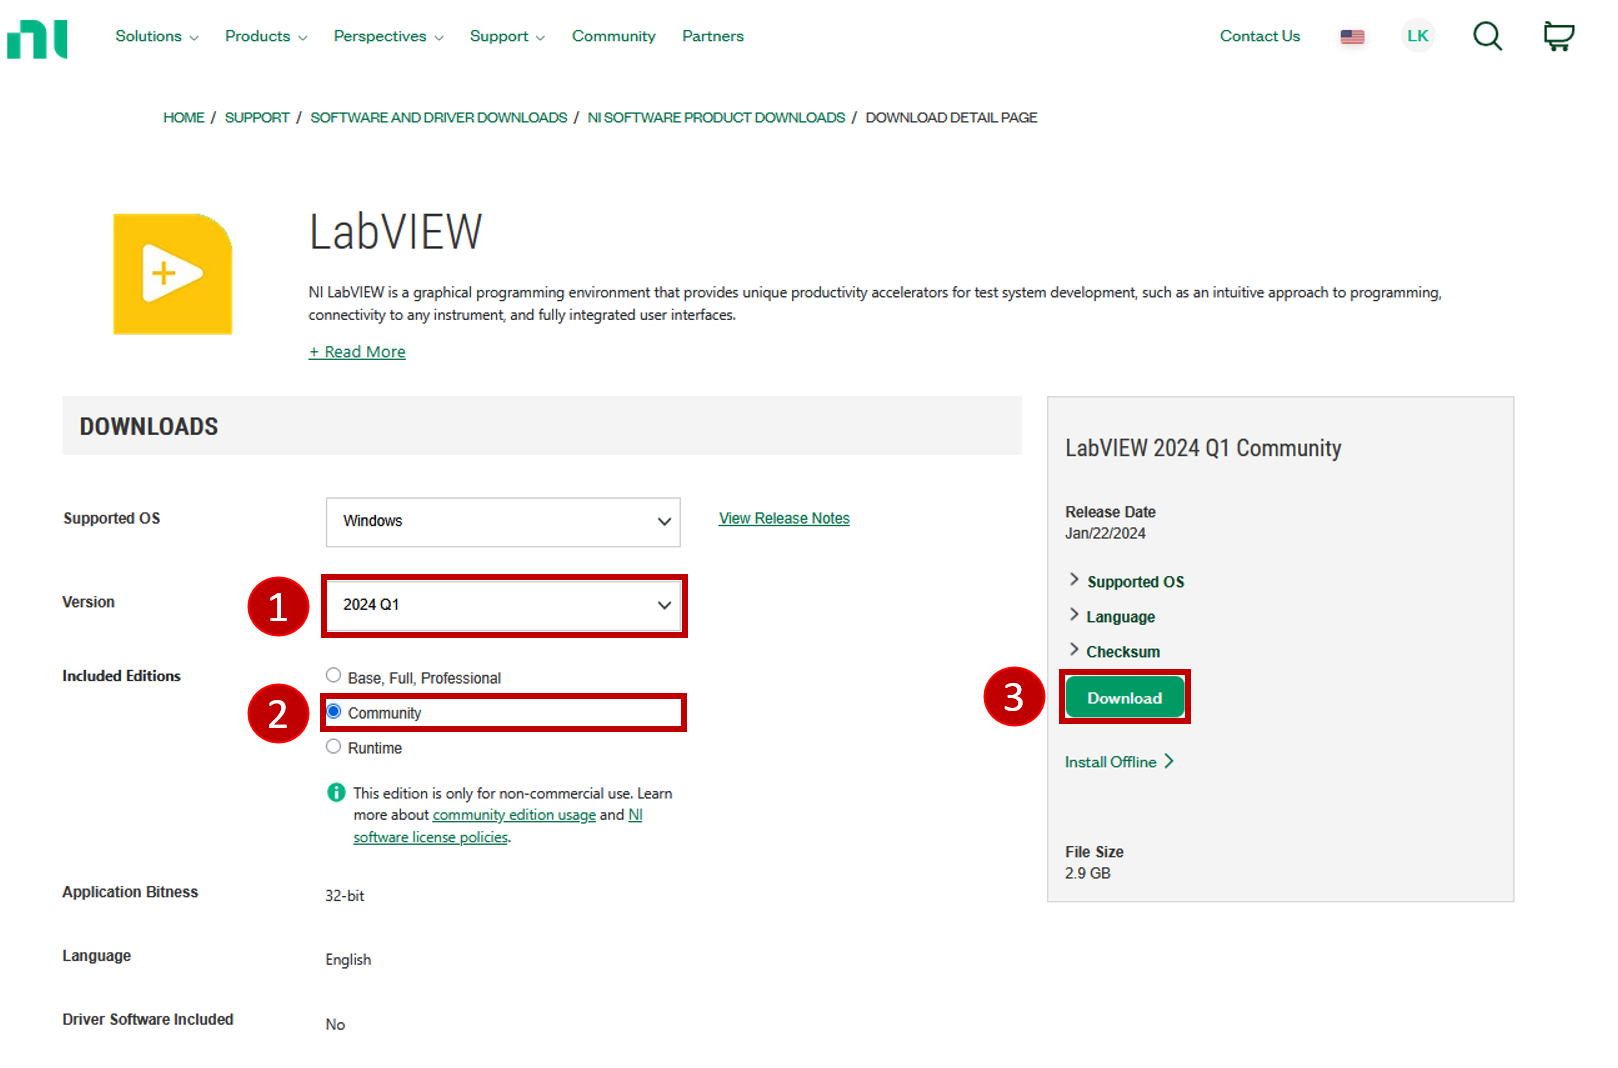 Solutions Products Perspectives Support Community Partners Contact Us LK
HOME / SUPPORT / SOFTWARE AND DRIVER DOWNLOADS / NI SOFTWARE PRODUCT DOWNLOADS / DOWNLOAD DETAIL PAGE
LabVIEW
NI LabVIEW is a graphical programming environment that provides unique productivity accelerators for test system development, such as an intuitive approach to programming,
connectivity to any instrument, and fully integrated user interfaces.
+ Read More
DOWNLOADS
Supported OS
Windows
View Release Notes
Version
1
2024 Q1
Included Editions
Base, Full, Professional
2
Community
Runtime
This edition is only for non-commercial use. Learn
more about community edition usage and NI
software license policies.
Application Bitness
32-bit
Language
English
Driver Software Included
No
LabVIEW 2024 Q1 Community
Release Date
Jan/22/2024
Supported OS
Language
Checksum
3
Download
Install Offline
File Size
2.9 GB